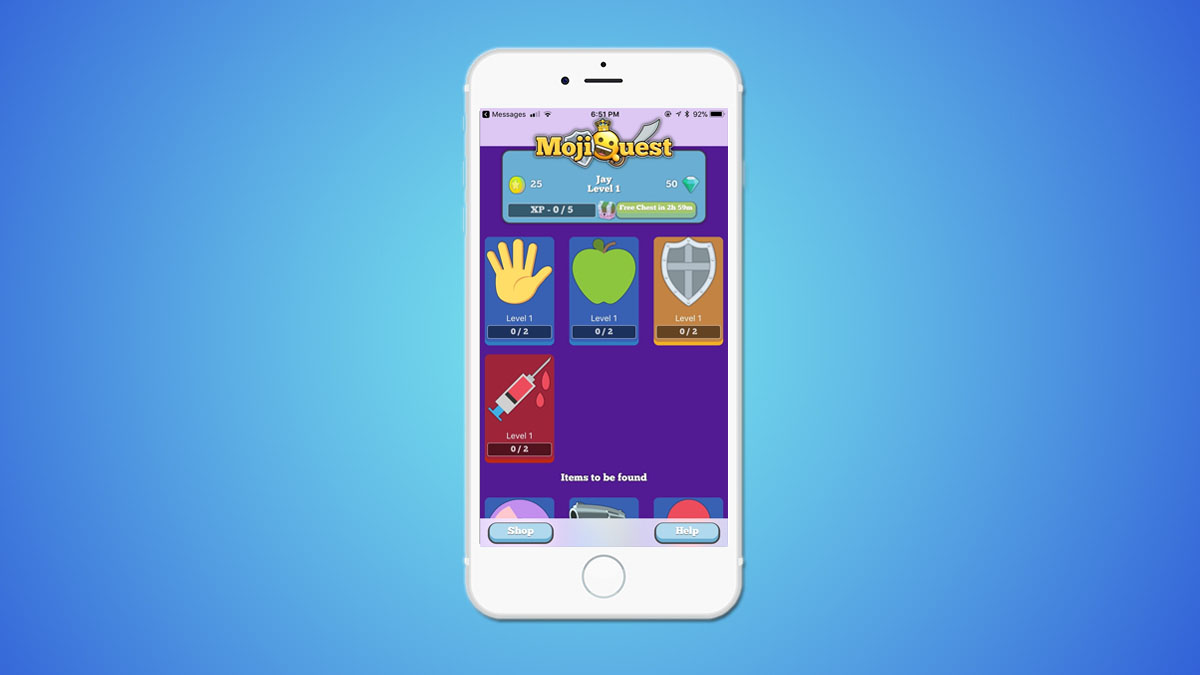 Messages 6:51 PM 92%
MojiQuest
25 Jay 50
Level 1
XP - 0 / 5 Free Chest in 2h 59m
Level 1 Level 1 Level 1
0 / 2 0 / 2 0 / 2
Level 1
0 / 2
Items to be found
Shop Help